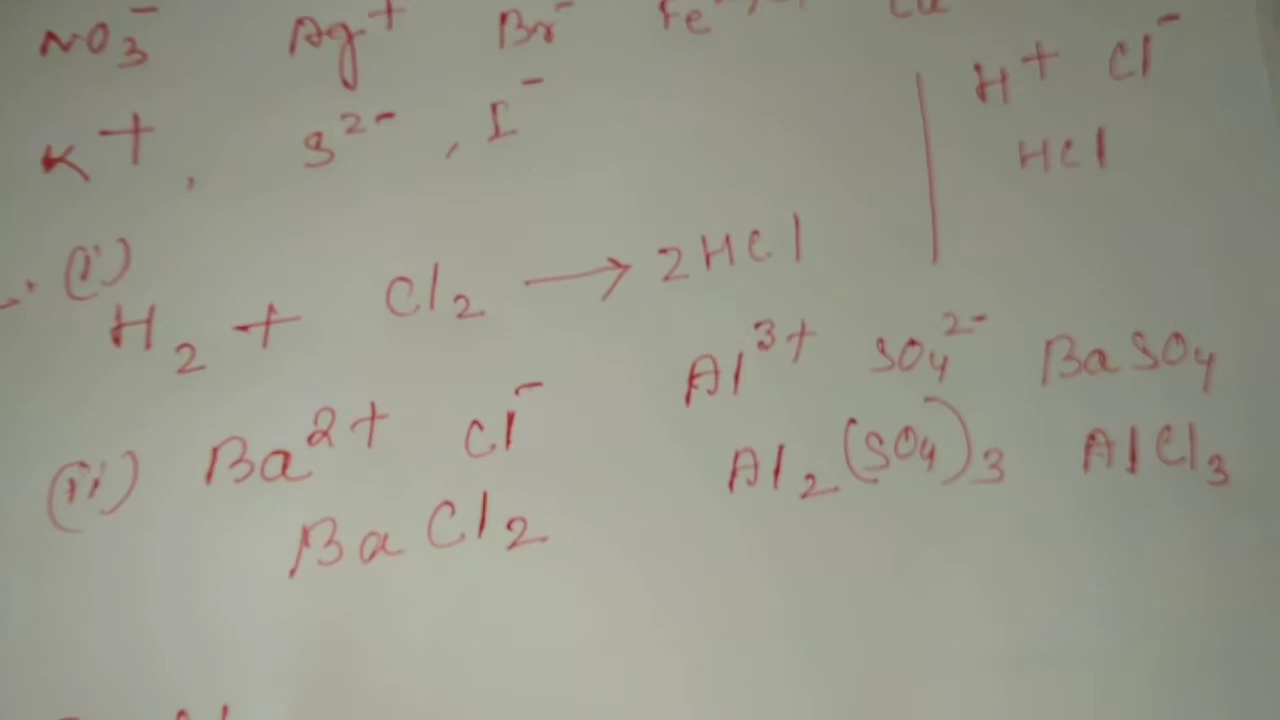 NO3⁻ Ag⁺ Br⁻ Fe
K⁺, S²⁻, I⁻
H⁺ Cl⁻
HCl
(i)
H₂ + Cl₂ → 2HCl
(ii) Ba²⁺ Cl⁻
BaCl₂
Al³⁺ SO₄²⁻ BaSO₄
Al₂(SO₄)₃ AlCl₃